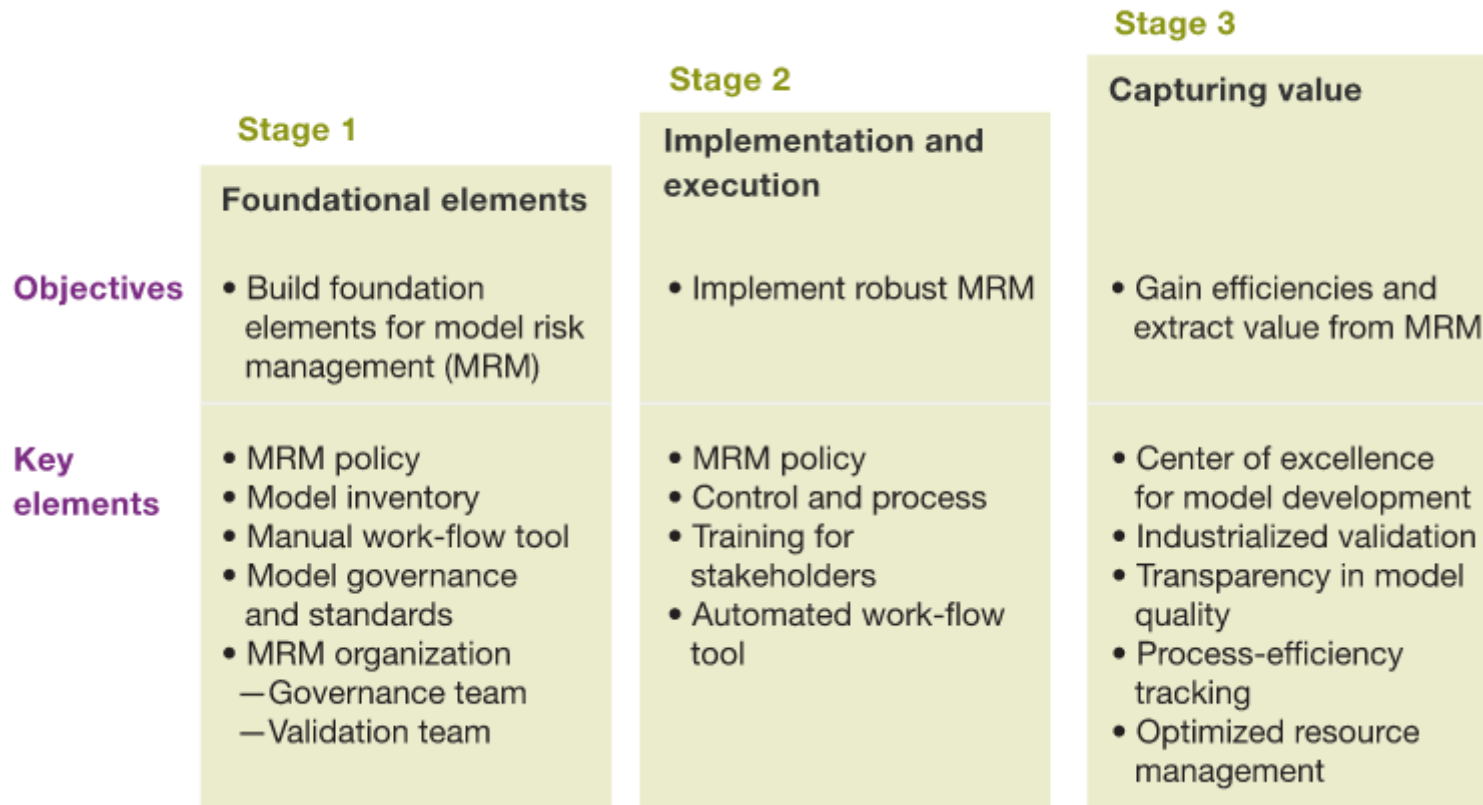 Stage 1
Foundational elements
Stage 2
Implementation and
execution
Stage 3
Capturing value
Objectives
• Build foundation
elements for model risk
management (MRM)
• Implement robust MRM
• Gain efficiencies and
extract value from MRM
Key
elements
• MRM policy
• Model inventory
• Manual work-flow tool
• Model governance
and standards
• MRM organization
—Governance team
—Validation team
• MRM policy
• Control and process
• Training for
stakeholders
• Automated work-flow
tool
• Center of excellence
for model development
• Industrialized validation
• Transparency in model
quality
• Process-efficiency
tracking
• Optimized resource
management